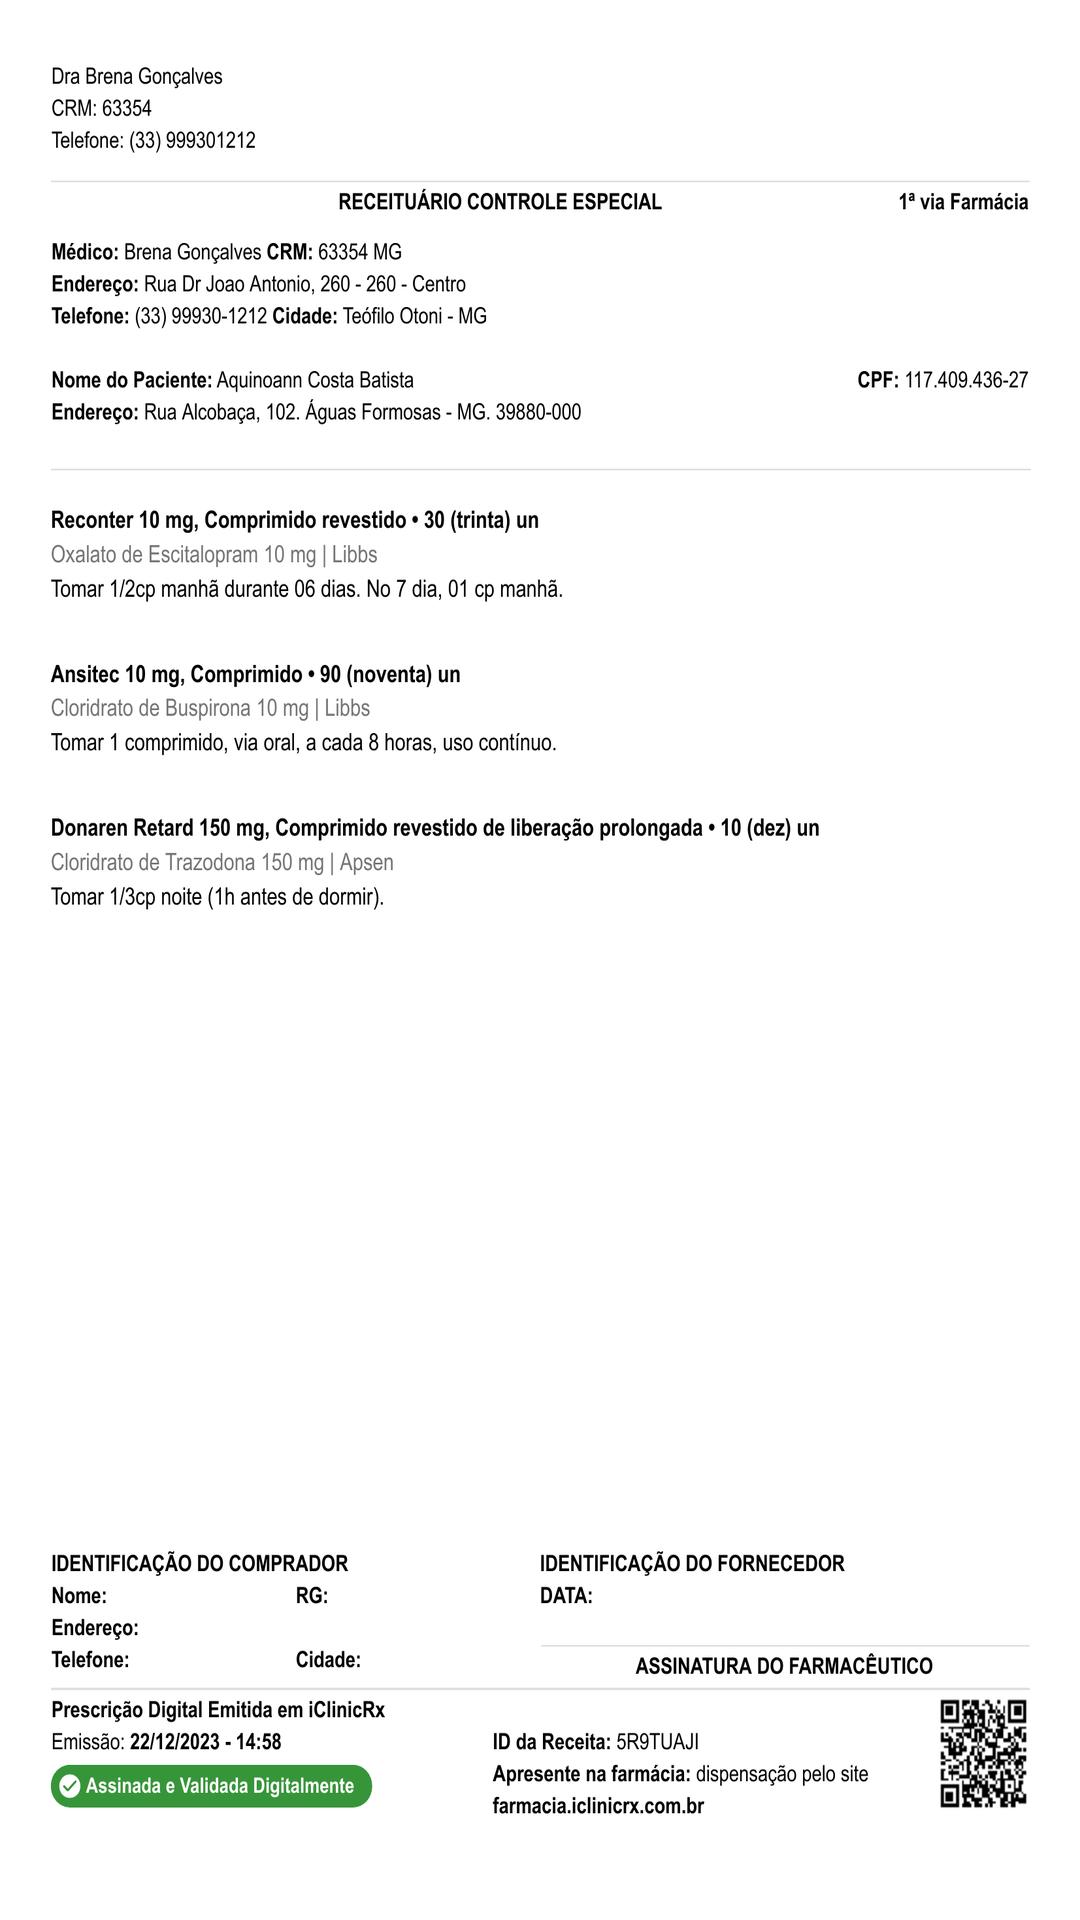 Dra Brena Gonçalves
CRM: 63354
Telefone: (33) 999301212
RECEITUÁRIO CONTROLE ESPECIAL 1ª via Farmácia
Médico: Brena Gonçalves CRM: 63354 MG
Endereço: Rua Dr Joao Antonio, 260 - 260 - Centro
Telefone: (33) 99930-1212 Cidade: Teófilo Otoni - MG
Nome do Paciente: Aquinoann Costa Batista CPF: 117.409.436-27
Endereço: Rua Alcobaça, 102. Águas Formosas - MG. 39880-000
Reconter 10 mg, Comprimido revestido • 30 (trinta) un
Oxalato de Escitalopram 10 mg | Libbs
Tomar 1/2cp manhã durante 06 dias. No 7 dia, 01 cp manhã.
Ansitec 10 mg, Comprimido • 90 (noventa) un
Cloridrato de Buspirona 10 mg | Libbs
Tomar 1 comprimido, via oral, a cada 8 horas, uso contínuo.
Donaren Retard 150 mg, Comprimido revestido de liberação prolongada • 10 (dez) un
Cloridrato de Trazodona 150 mg | Apsen
Tomar 1/3cp noite (1h antes de dormir).
IDENTIFICAÇÃO DO COMPRADOR
Nome: RG:
Endereço:
Telefone: Cidade:
IDENTIFICAÇÃO DO FORNECEDOR
DATA:
ASSINATURA DO FARMACÊUTICO
Prescrição Digital Emitida em iClinicRx
Emissão: 22/12/2023 - 14:58
Assinada e Validada Digitalmente
ID da Receita: 5R9TUAJI
Apresente na farmácia: dispensação pelo site
farmacia.iclinicrx.com.br